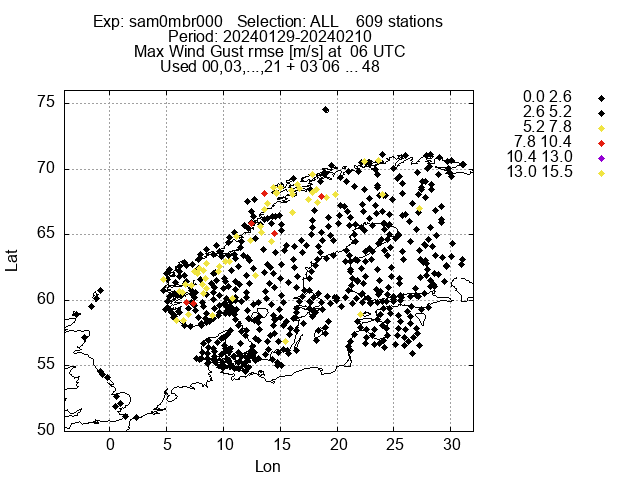 Exp: sam0mbr000 Selection: ALL 609 stations
Period: 20240129-20240210
Max Wind Gust rmse [m/s] at 06 UTC
Used 00,03,...,21 + 03 06 ... 48
0.0 2.6
2.6 5.2
5.2 7.8
7.8 10.4
10.4 13.0
13.0 15.5
75
70
65
60
55
50
Lat
0 5 10 15 20 25 30
Lon